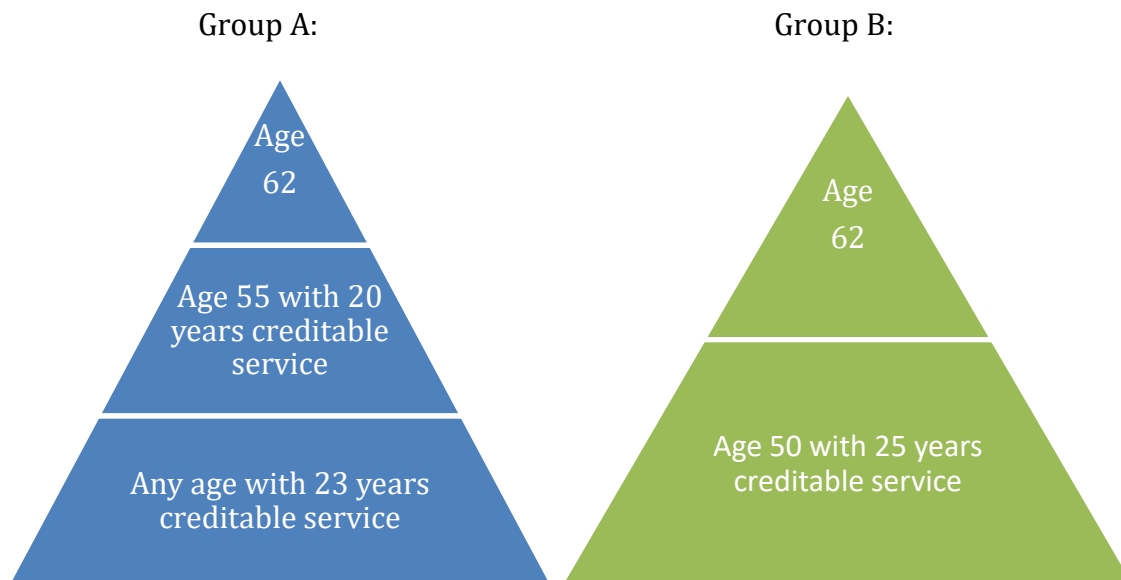 Group A:
Age
62
Age 55 with 20
years creditable
service
Any age with 23 years
creditable service
Group B:
Age
62
Age 50 with 25 years
creditable service